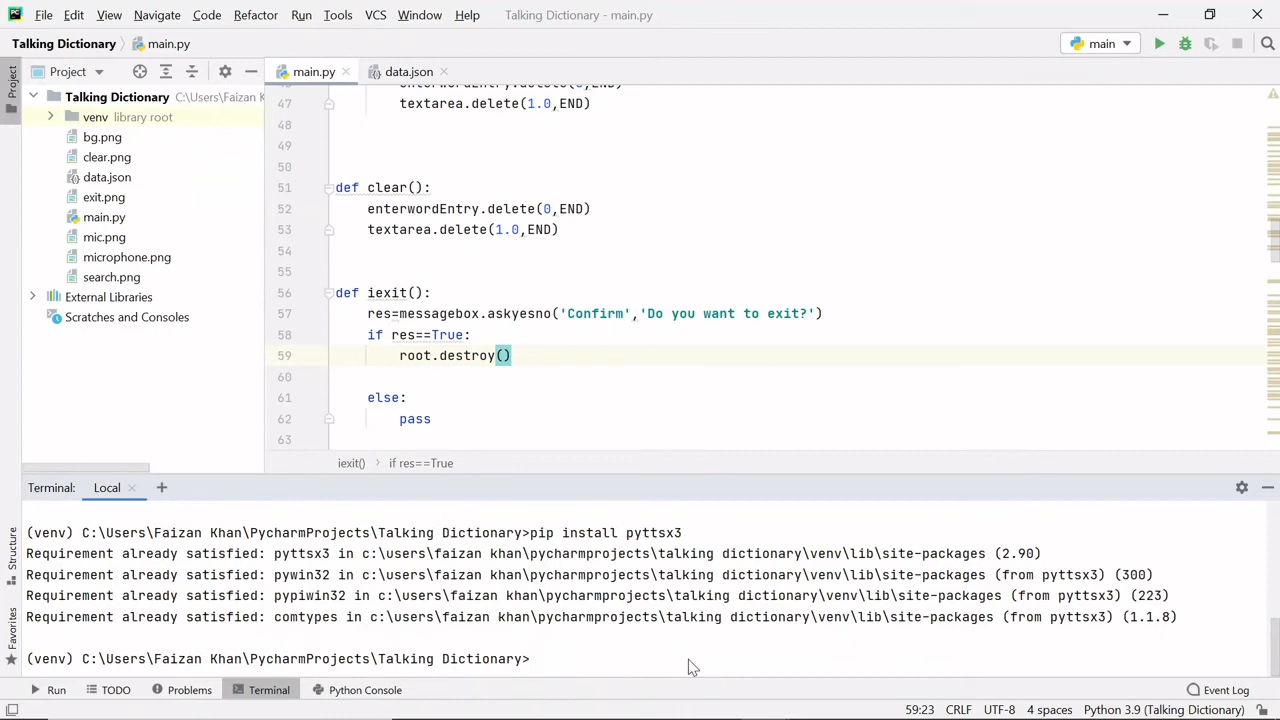 File Edit View Navigate Code Refactor Run Tools VCS Window Help Talking Dictionary - main.py
Talking Dictionary main.py main
Project
Project
main.py
data.json
Talking Dictionary C:\Users\Faizan K
venv library root
bg.png
clear.png
data.json
exit.png
main.py
mic.png
microphone.png
search.png
External Libraries
Scratches and Consoles
47 textarea.delete(1.0,END)
48
49
50
51 def clear():
52 enterwordEntry.delete(0,END)
53 textarea.delete(1.0,END)
54
55
56 def iexit():
57 res=messagebox.askyesno('Confirm','Do you want to exit?')
58 if res==True:
59 root.destroy()
60
61 else:
62 pass
63
iexit() if res==True
Terminal: Local
(venv) C:\Users\Faizan Khan\PycharmProjects\Talking Dictionary>pip install pyttsx3
Requirement already satisfied: pyttsx3 in c:\users\faizan khan\pycharmprojects\talking dictionary\venv\lib\site-packages (2.90)
Requirement already satisfied: pywin32 in c:\users\faizan khan\pycharmprojects\talking dictionary\venv\lib\site-packages (from pyttsx3) (300)
Requirement already satisfied: pypiwin32 in c:\users\faizan khan\pycharmprojects\talking dictionary\venv\lib\site-packages (from pyttsx3) (223)
Requirement already satisfied: comtypes in c:\users\faizan khan\pycharmprojects\talking dictionary\venv\lib\site-packages (from pyttsx3) (1.1.8)
(venv) C:\Users\Faizan Khan\PycharmProjects\Talking Dictionary>
Structure
Favorites
Run TODO Problems Terminal Python Console Event Log
59:23 CRLF UTF-8 4 spaces Python 3.9 (Talking Dictionary)